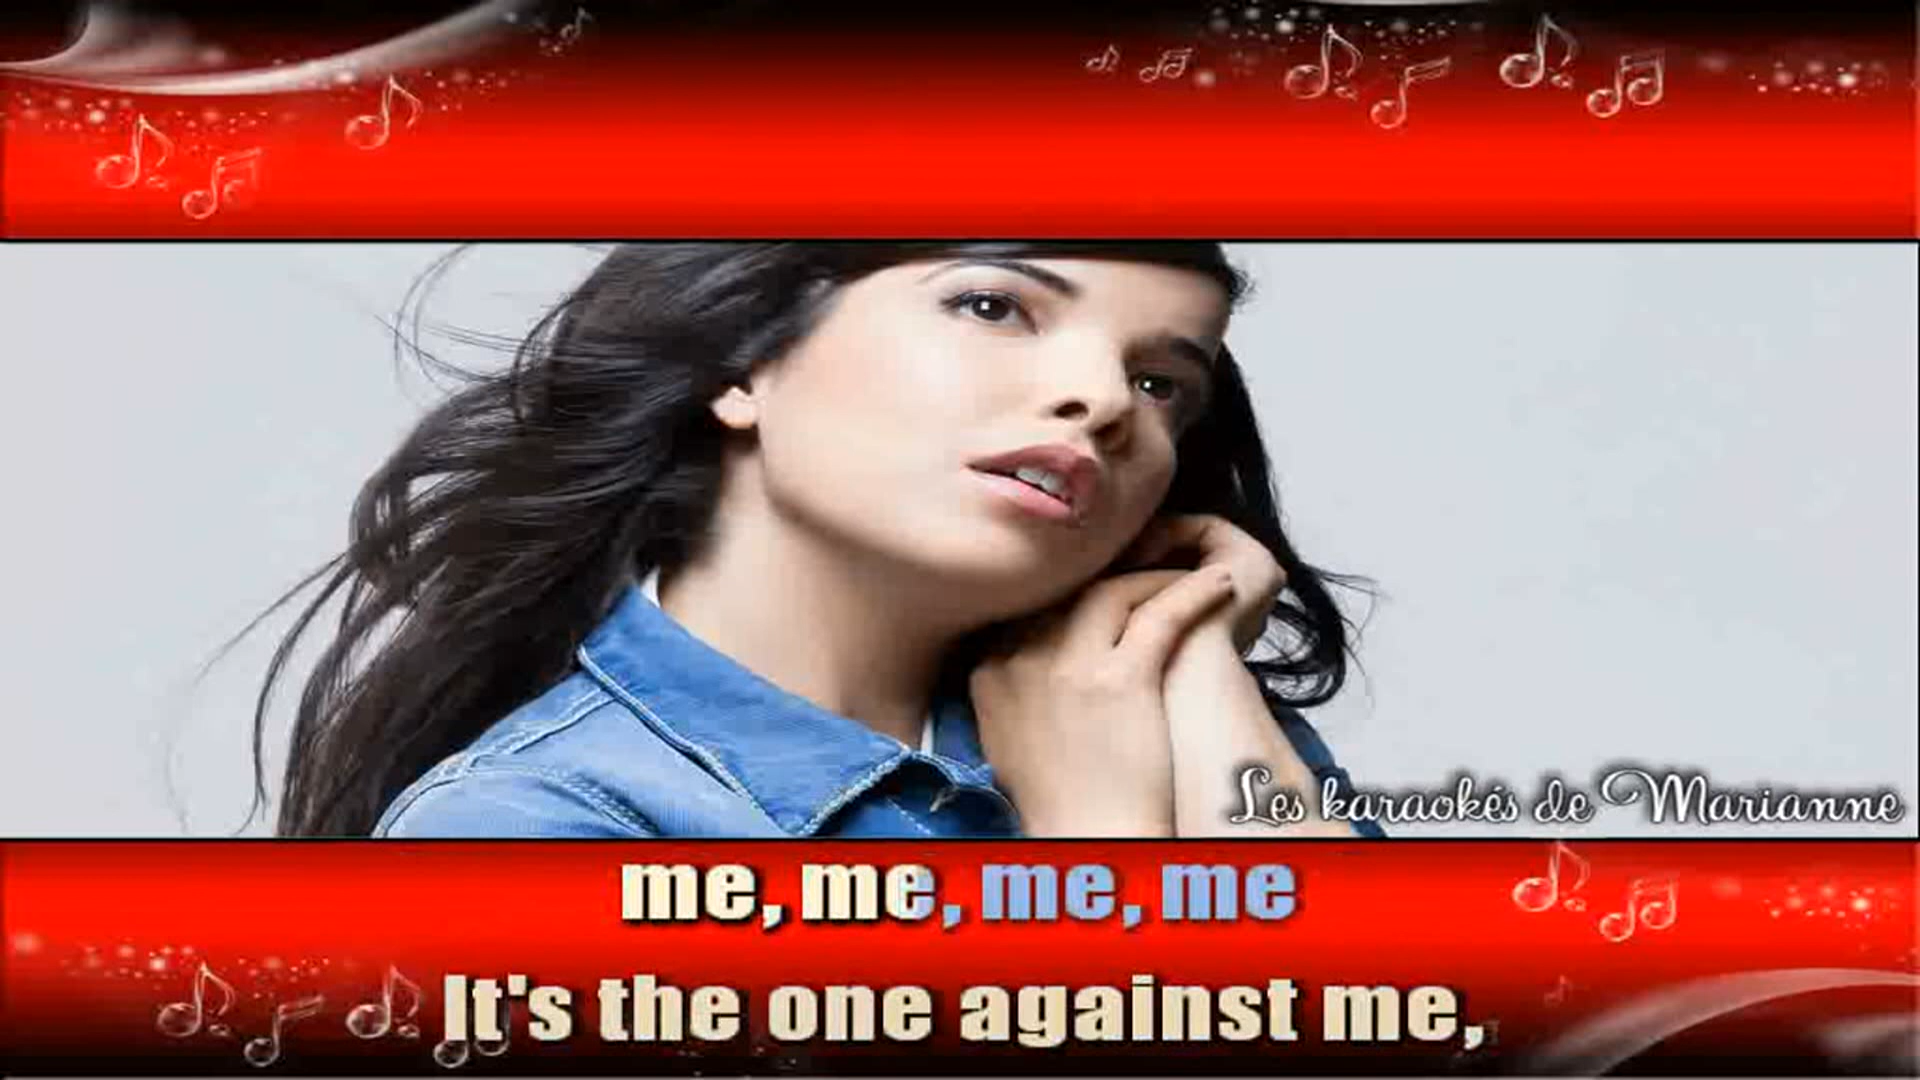 Les karaokés de Marianne
me, me, me, me
It's the one against me,